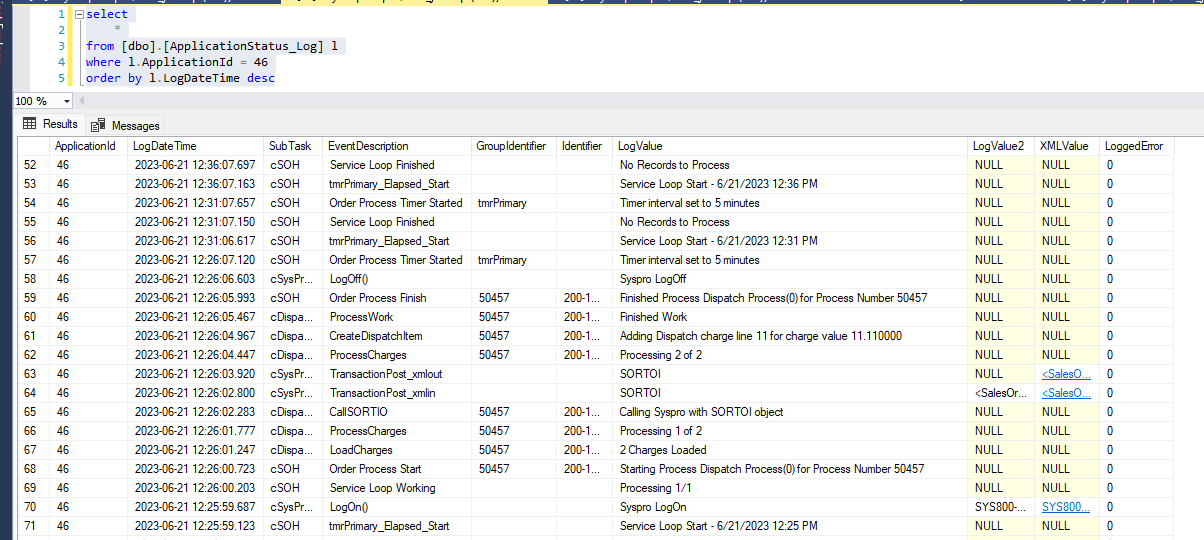 1 select
2 *
3 from [dbo].[ApplicationStatus_Log] l
4 where l.ApplicationId = 46
5 order by l.LogDateTime desc
100 %
Results Messages
ApplicationId LogDateTime SubTask EventDescription GroupIdentifier Identifier LogValue LogValue2 XMLValue LoggedError
52 46 2023-06-21 12:36:07.697 cSOH Service Loop Finished No Records to Process NULL NULL 0
53 46 2023-06-21 12:36:07.163 cSOH tmrPrimary_Elapsed_Start Service Loop Start - 6/21/2023 12:36 PM NULL NULL 0
54 46 2023-06-21 12:31:07.657 cSOH Order Process Timer Started tmrPrimary Timer interval set to 5 minutes NULL NULL 0
55 46 2023-06-21 12:31:07.150 cSOH Service Loop Finished No Records to Process NULL NULL 0
56 46 2023-06-21 12:31:06.617 cSOH tmrPrimary_Elapsed_Start Service Loop Start - 6/21/2023 12:31 PM NULL NULL 0
57 46 2023-06-21 12:26:07.120 cSOH Order Process Timer Started tmrPrimary Timer interval set to 5 minutes NULL NULL 0
58 46 2023-06-21 12:26:06.603 cSysPr... LogOff() Syspro LogOff NULL NULL 0
59 46 2023-06-21 12:26:05.993 cSOH Order Process Finish 50457 200-1... Finished Process Dispatch Process(0) for Process Number 50457 NULL NULL 0
60 46 2023-06-21 12:26:05.467 cDispa... ProcessWork 50457 200-1... Finished Work NULL NULL 0
61 46 2023-06-21 12:26:04.967 cDispa... CreateDispatchItem 50457 200-1... Adding Dispatch charge line 11 for charge value 11.110000 NULL NULL 0
62 46 2023-06-21 12:26:04.447 cDispa... ProcessCharges 50457 200-1... Processing 2 of 2 NULL NULL 0
63 46 2023-06-21 12:26:03.920 cSysPr... TransactionPost_xmlout SORTOI NULL <SalesO... 0
64 46 2023-06-21 12:26:02.800 cSysPr... TransactionPost_xmlin SORTOI <SalesOr... <SalesO... 0
65 46 2023-06-21 12:26:02.283 cDispa... CallSORTIO 50457 200-1... Calling Syspro with SORTOI object NULL NULL 0
66 46 2023-06-21 12:26:01.777 cDispa... ProcessCharges 50457 200-1... Processing 1 of 2 NULL NULL 0
67 46 2023-06-21 12:26:01.247 cDispa... LoadCharges 50457 200-1... 2 Charges Loaded NULL NULL 0
68 46 2023-06-21 12:26:00.723 cSOH Order Process Start 50457 200-1... Starting Process Dispatch Process(0) for Process Number 50457 NULL NULL 0
69 46 2023-06-21 12:26:00.203 cSOH Service Loop Working Processing 1/1 NULL NULL 0
70 46 2023-06-21 12:25:59.687 cSysPr... LogOn() Syspro LogOn SYS800-... SYS800... 0
71 46 2023-06-21 12:25:59.123 cSOH tmrPrimary_Elapsed_Start Service Loop Start - 6/21/2023 12:25 PM NULL NULL 0